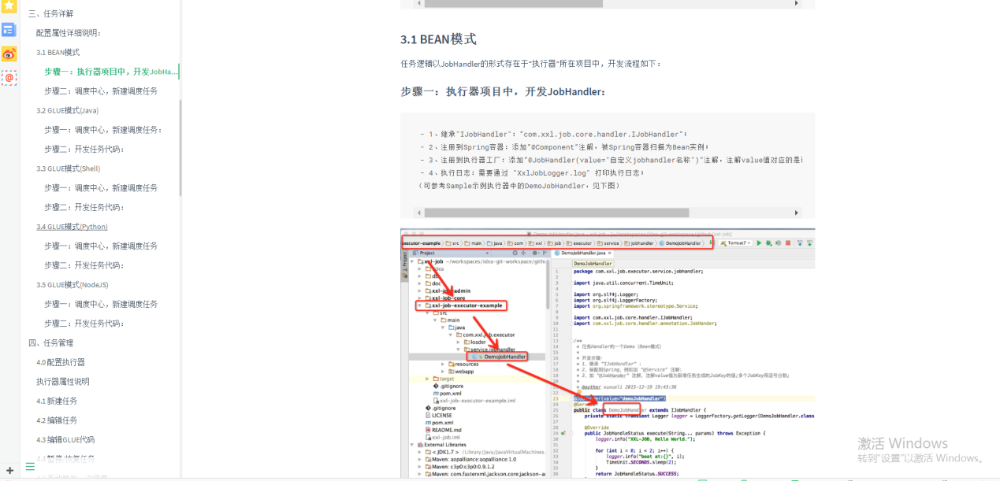 三、任务详解
配置属性详细说明：
3.1 BEAN模式
步骤一：执行器项目中，开发JobHa...
步骤二：调度中心，新建调度任务
3.2 GLUE模式(Java)
步骤一：调度中心，新建调度任务：
步骤二：开发任务代码：
3.3 GLUE模式(Shell)
步骤一：调度中心，新建调度任务
步骤二：开发任务代码：
3.4 GLUE模式(Python)
步骤一：调度中心，新建调度任务
步骤二：开发任务代码：
3.5 GLUE模式(NodeJS)
步骤一：调度中心，新建调度任务
步骤二：开发任务代码：
四、任务管理
4.0 配置执行器
执行器属性说明
4.1 新建任务
4.2 编辑任务
4.3 编辑GLUE代码
4.4 暂停/恢复任务
3.1 BEAN模式
任务逻辑以JobHandler的形式存在于“执行器”所在项目中，开发流程如下：
步骤一：执行器项目中，开发JobHandler:
- 1、继承"IJobHandler"："com.xxl.job.core.handler.IJobHandler"；
- 2、注册到Spring容器：添加"@Component"注解，被Spring容器扫描为Bean实例；
- 3、注册到执行器工厂：添加"@JobHandler(value="自定义jobhandler名称")"注解，注解value值对应的是
- 4、执行日志：需要通过 "XxlJobLogger.log" 打印执行日志；
（可参考Sample示例执行器中的DemoJobHandler，见下图）
executor-example src main java com xxl job executor service jobhandler DemoJobHandler Tomcat7
Project
DemoJobHandler.java
xxl-job ~/workspaces/idea-git-workspace/gith
.idea
db
doc
xxl-job-admin
xxl-job-core
xxl-job-executor-example
src
main
java
com.xxl.job.executor
loader
service.jobhandler
DemoJobHandler
resources
webapp
target
.gitignore
pom.xml
xxl-job-executor-example.iml
.gitignore
LICENSE
pom.xml
README.md
xxl-job.iml
External Libraries
< JDK1.7 > /Library/Java/JavaVirtualMachines
Maven: aopalliance:aopalliance:1.0
Maven: c3p0:c3p0:0.9.1.2
Maven: com.fasterxml.jackson.core:jackson-a
DemoJobHandler
package com.xxl.job.executor.service.jobhandler;
import java.util.concurrent.TimeUnit;
import org.slf4j.Logger;
import org.slf4j.LoggerFactory;
import org.springframework.stereotype.Service;
import com.xxl.job.core.handler.IJobHandler;
import com.xxl.job.core.handler.annotation.JobHander;
/**
* 任务Handler的一个Demo（Bean模式）
*
* 开发步骤：
* 1、继承 "IJobHandler" ；
* 2、装配到Spring，例如加 "@Service" 注解；
* 3、加 "@JobHander" 注解，注解value值为新增任务生成的JobKey的值;多个JobKey用逗号分割;
*
* @author xuxueli 2015-12-19 19:43:36
(value="demoJobHandler")
@Service
public class DemoJobHandler extends IJobHandler {
private static transient Logger logger = LoggerFactory.getLogger(DemoJobHandler.class
@Override
public JobHandleStatus execute(String... params) throws Exception {
logger.info("XXL-JOB, Hello World.");
for (int i = 0; i < 2; i++) {
logger.info("beat at:{}", i);
TimeUnit.SECONDS.sleep(2);
}
return JobHandleStatus.SUCCESS;
激活 Windows
转到“设置”以激活 Windows。